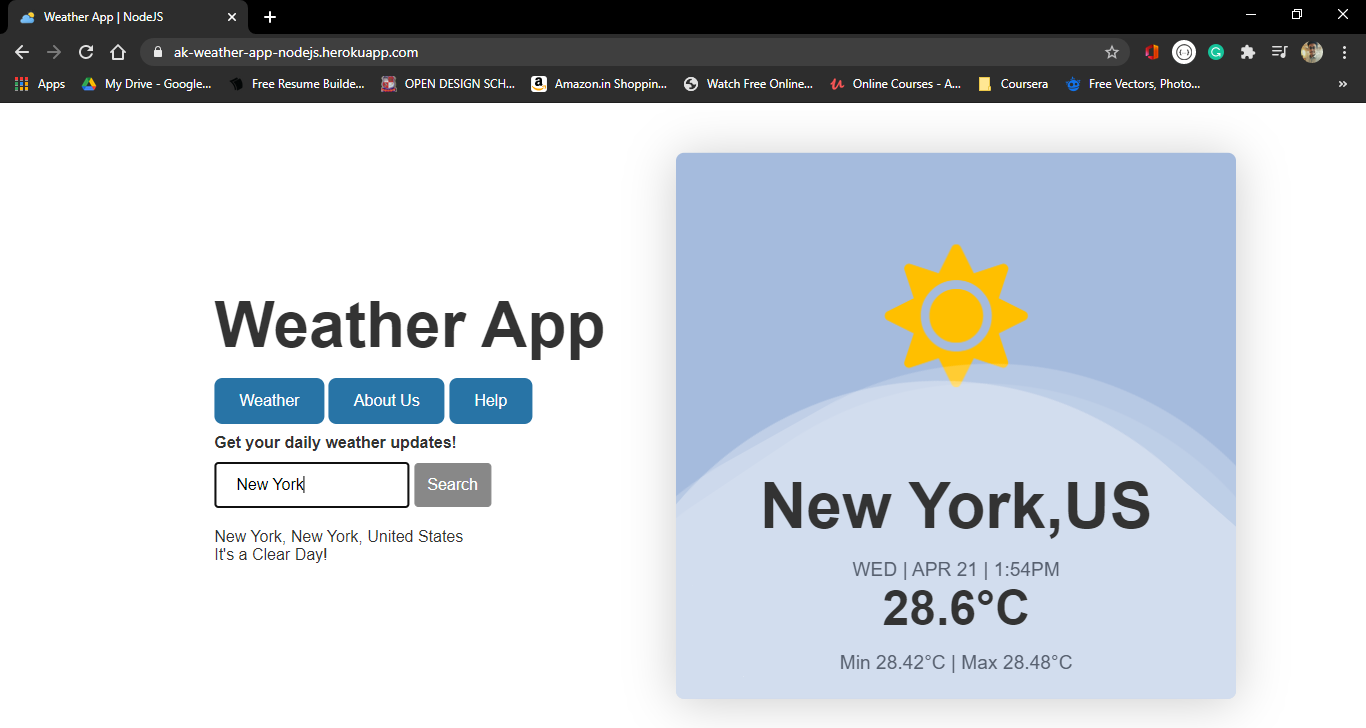 Weather App | NodeJS
ak-weather-app-nodejs.herokuapp.com
Apps My Drive - Google... Free Resume Builde... OPEN DESIGN SCH... Amazon.in Shoppin... Watch Free Online... Online Courses - A... Coursera Free Vectors, Photo... »
Weather App
Weather About Us Help
Get your daily weather updates!
New York Search
New York, New York, United States
It's a Clear Day!
New York,US
WED | APR 21 | 1:54PM
28.6°C
Min 28.42°C | Max 28.48°C